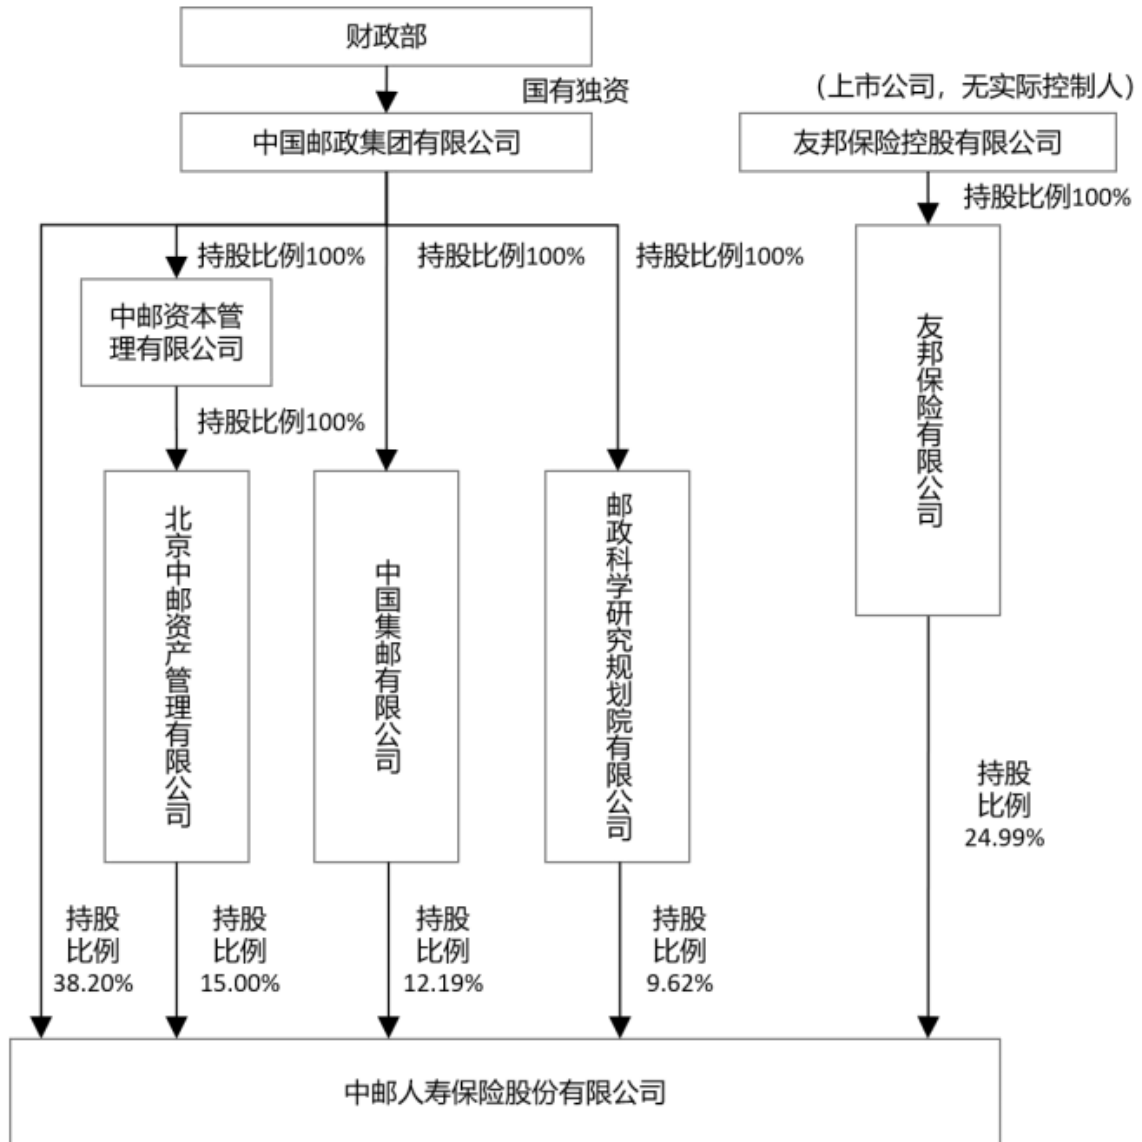 财政部
国有独资
（上市公司，无实际控制人）
中国邮政集团有限公司
友邦保险控股有限公司
持股比例100%
持股比例100%
持股比例100%
持股比例100%
中邮资本管
理有限公司
持股比例100%
北京中邮资产管理有限公司
中国集邮有限公司
邮政科学研究规划院有限公司
友邦保险有限公司
持股
比例
38.20%
持股
比例
15.00%
持股
比例
12.19%
持股
比例
9.62%
持股
比例
24.99%
中邮人寿保险股份有限公司